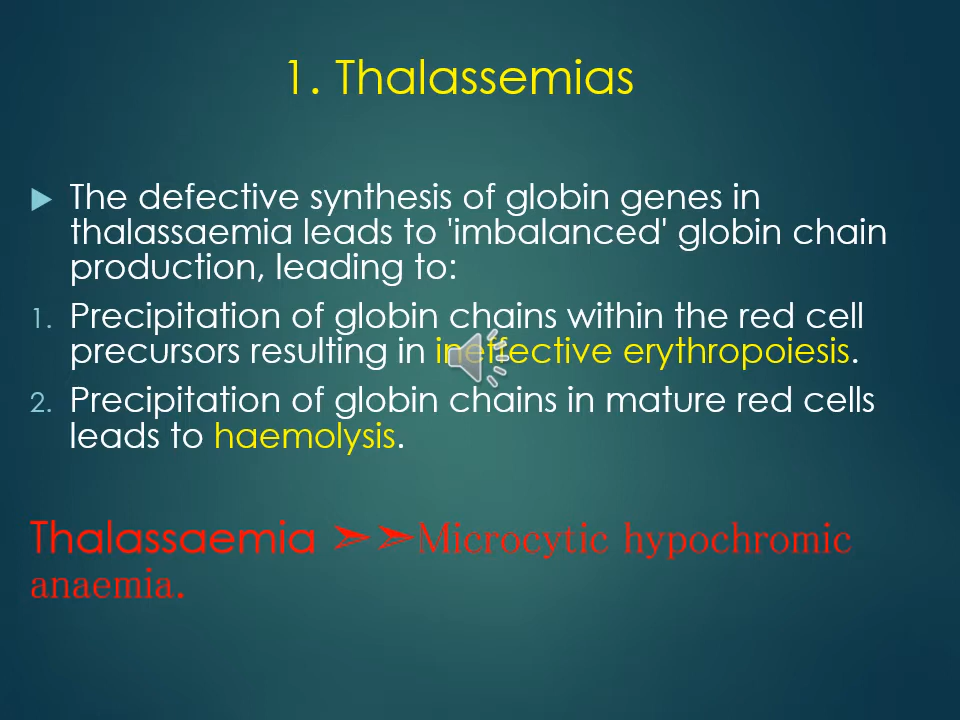 1. Thalassemias
The defective synthesis of globin genes in
thalassaemia leads to 'imbalanced' globin chain
production, leading to:
1. Precipitation of globin chains within the red cell
precursors resulting in ineffective erythropoiesis.
2. Precipitation of globin chains in mature red cells
leads to haemolysis.
Thalassaemia ➣➣Microcytic hypochromic
anaemia.